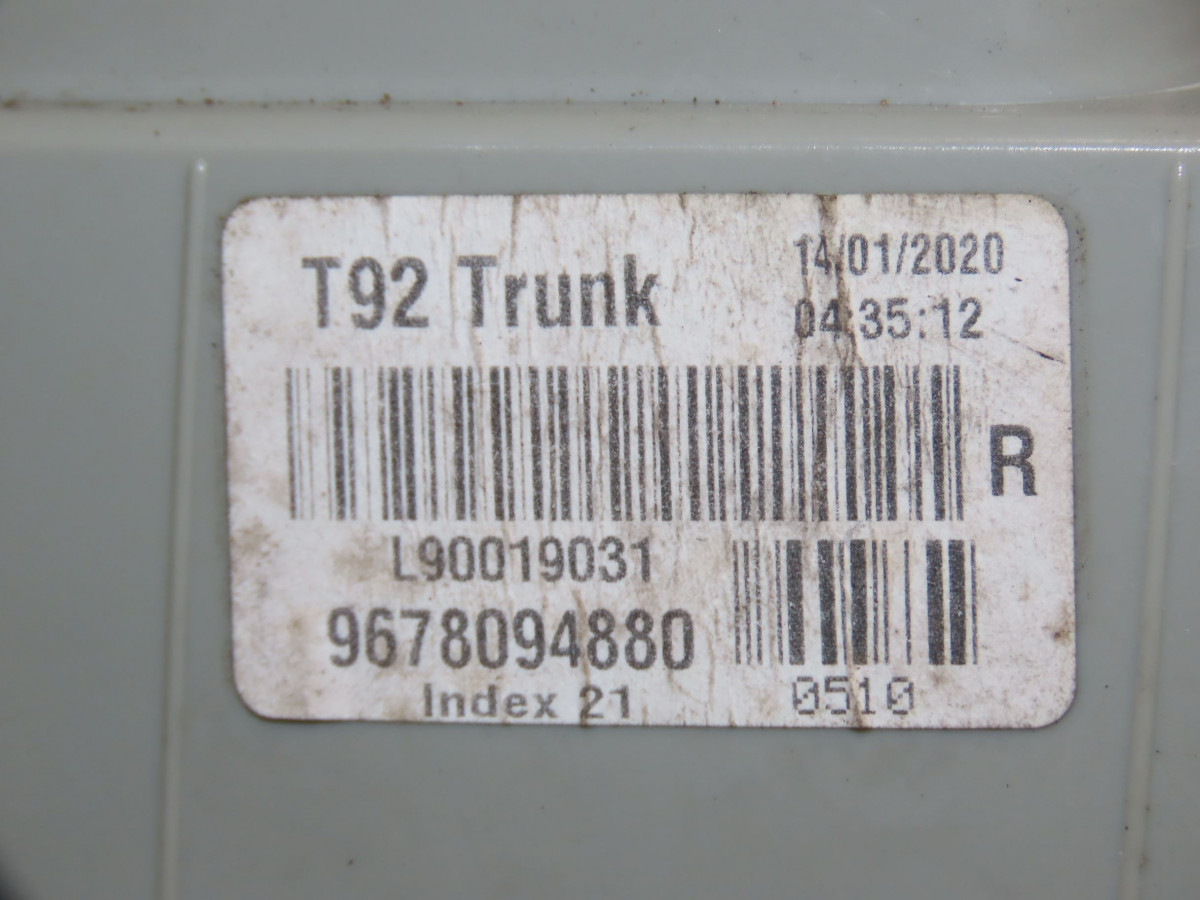 T92 Trunk
14/01/2020
04:35:12
R
L90019031
9678094880
Index 21
0510